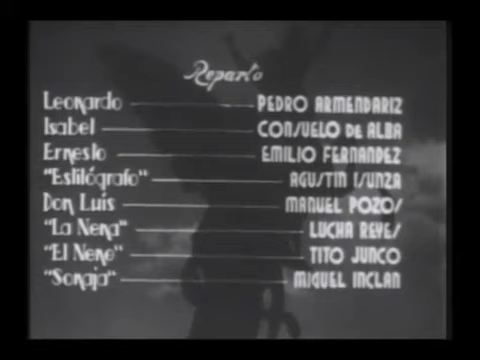 Reparto
Leonardo PEDRO ARMENDARIZ
Isabel CONSUELO DE ALBA
Ernesto EMILIO FERNANDEZ
"Estilógrafo" AGUSTIN ISUNZA
Don Luis MANUEL POZOS
"La Nena" LUCHA REYES
"El Nene" TITO JUNCO
"Sonaja" MIGUEL INCLAN